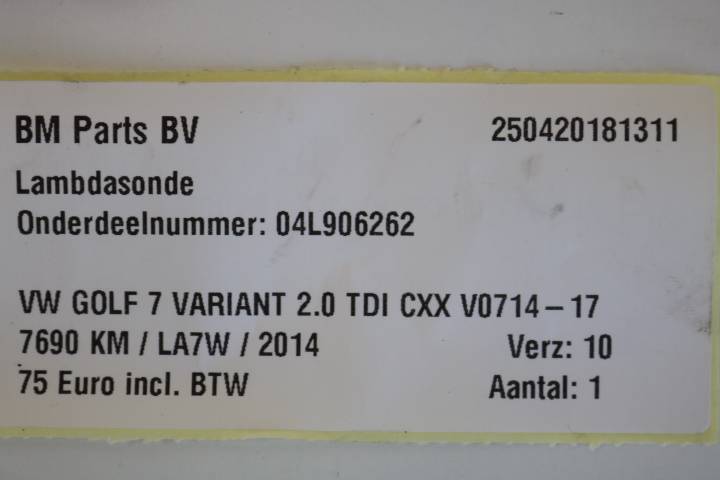 BM Parts BV 250420181311
Lambdasonde
Onderdeelnummer: 04L906262
VW GOLF 7 VARIANT 2.0 TDI CXX V0714-17
7690 KM / LA7W / 2014 Verz: 10
75 Euro incl. BTW Aantal: 1